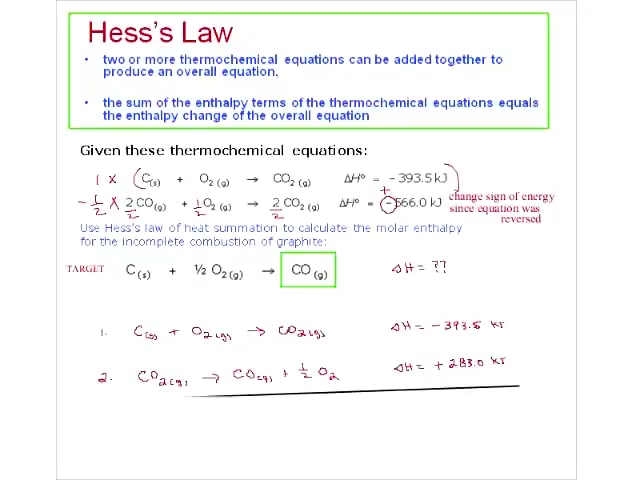 Hess's Law
• two or more thermochemical equations can be added together to
produce an overall equation,
• the sum of the enthalpy terms of the thermochemical equations equals
the enthalpy change of the overall equation
Given these thermochemical equations:
1 × (C(s) + O2 (g) → CO2 (g) ΔH° = −393.5 kJ)
−1/2 × 2/2 CO(g) + 1/2 O2 (g) → 2/2 CO2 (g) ΔH° = + −566.0 kJ
change sign of energy
since equation was
reversed
Use Hess's law of heat summation to calculate the molar enthalpy
for the incomplete combustion of graphite:
TARGET C(s) + ½ O2(g) → CO(g) ΔH = ??
1. C(s) + O2(g) → CO2(g) ΔH = −393.5 kJ
2. CO2(g) → CO(g) + 1/2 O2 ΔH = +283.0 kJ